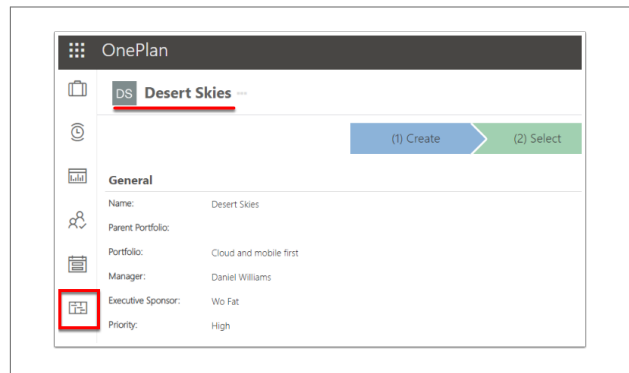 OnePlan
DS Desert Skies
(1) Create (2) Select
General
Name: Desert Skies
Parent Portfolio:
Portfolio: Cloud and mobile first
Manager: Daniel Williams
Executive Sponsor: Wo Fat
Priority: High